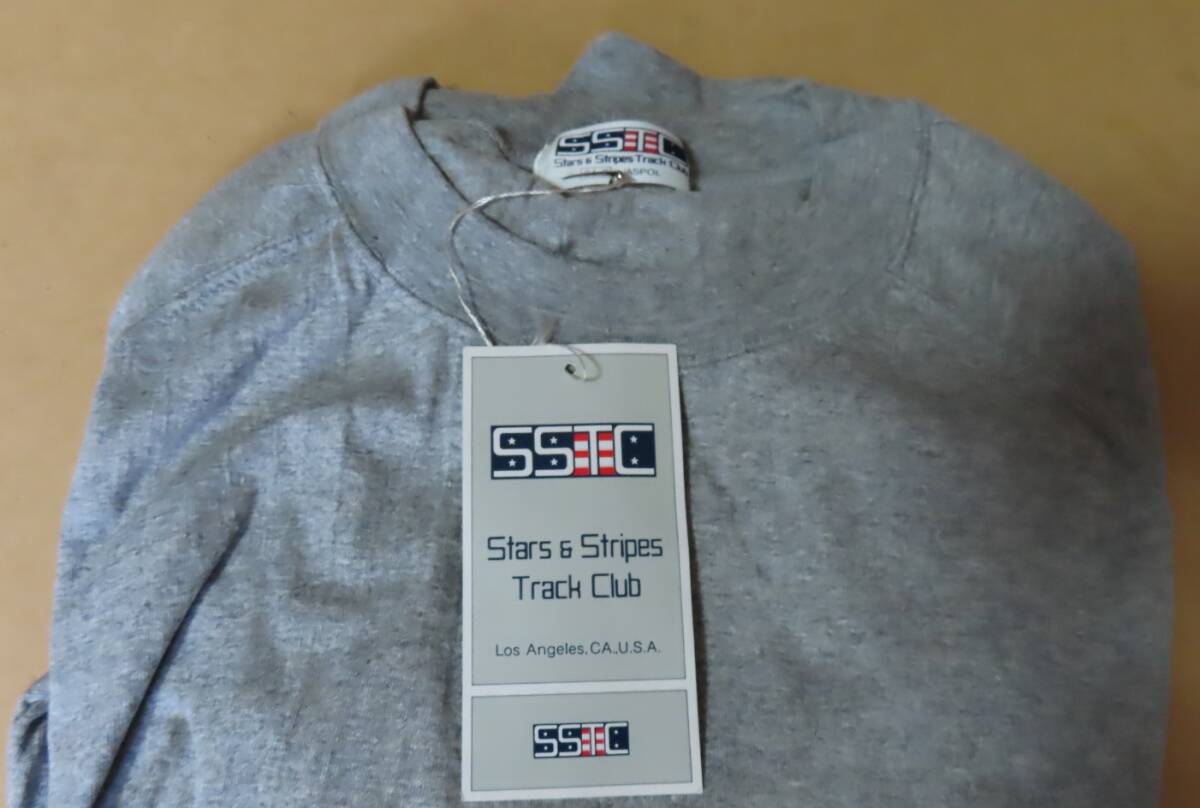 SSTC
Stars & Stripes Track Club
SSTC
Stars & Stripes
Track Club
Los Angeles, CA., U.S.A.
SSTC